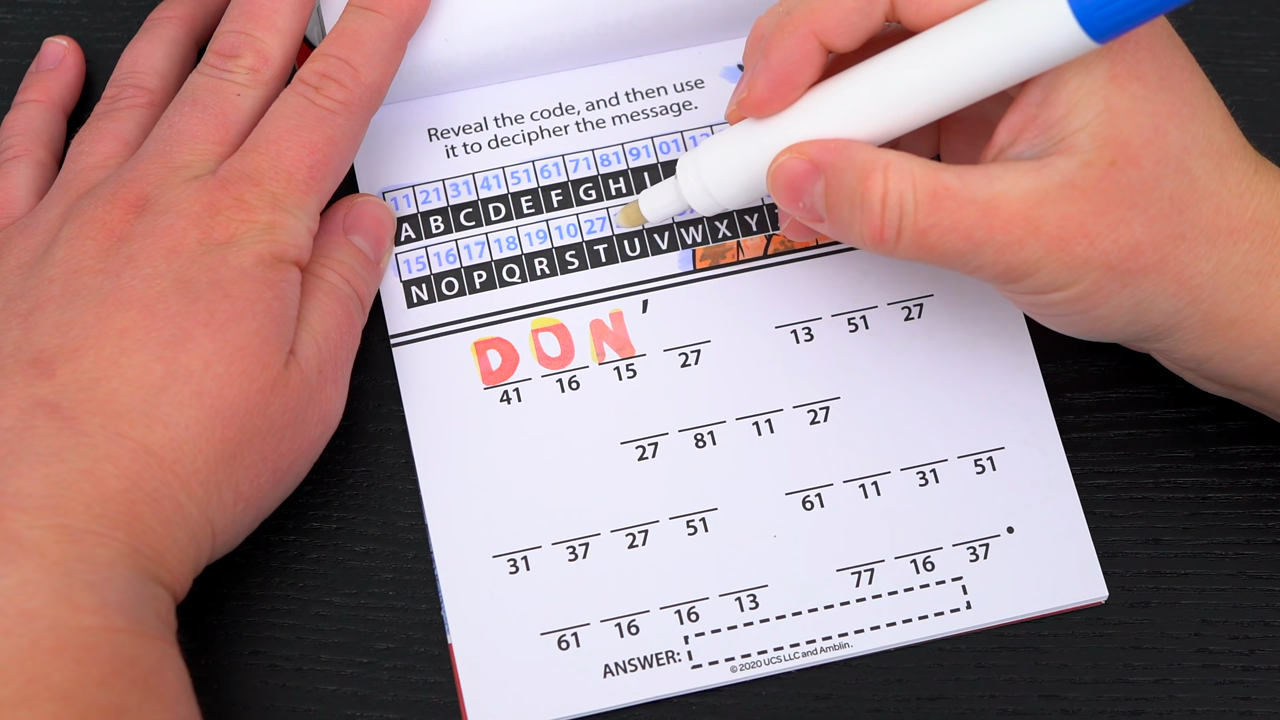 Reveal the code, and then use
it to decipher the message.
11 21 31 41 51 61 71 81 91 01
A B C D E F G H I
15 16 17 18 19 10 27
N O P Q R S T U V W X Y
DON'
41 16 15 27 13 51 27
27 81 11 27
61 11 31 51
31 37 27 51
77 16 37.
61 16 16 13
ANSWER:
© 2020 UCS LLC and Amblin.